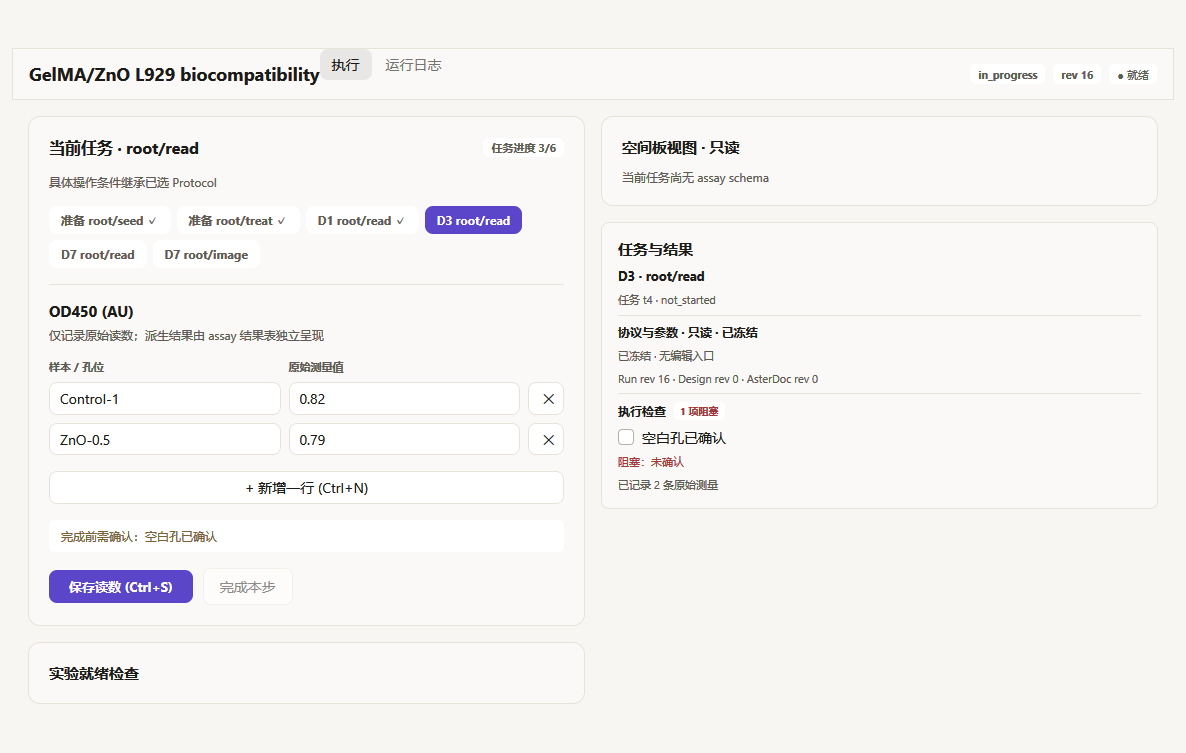 GelMA/ZnO L929 biocompatibility 执行 运行日志 in_progress rev 16 ● 就绪
当前任务 · root/read 任务进度 3/6
具体操作条件继承已选 Protocol
准备 root/seed ✓ 准备 root/treat ✓ D1 root/read ✓ D3 root/read
D7 root/read D7 root/image
OD450 (AU)
仅记录原始读数；派生结果由 assay 结果表独立呈现
样本 / 孔位 原始测量值
Control-1 0.82 ×
ZnO-0.5 0.79 ×
+ 新增一行 (Ctrl+N)
完成前需确认：空白孔已确认
保存读数 (Ctrl+S) 完成本步
实验就绪检查
空间板视图 · 只读
当前任务尚无 assay schema
任务与结果
D3 · root/read
任务 t4 · not_started
协议与参数 · 只读 · 已冻结
已冻结 · 无编辑入口
Run rev 16 · Design rev 0 · AsterDoc rev 0
执行检查 1 项阻塞
空白孔已确认
阻塞：未确认
已记录 2 条原始测量